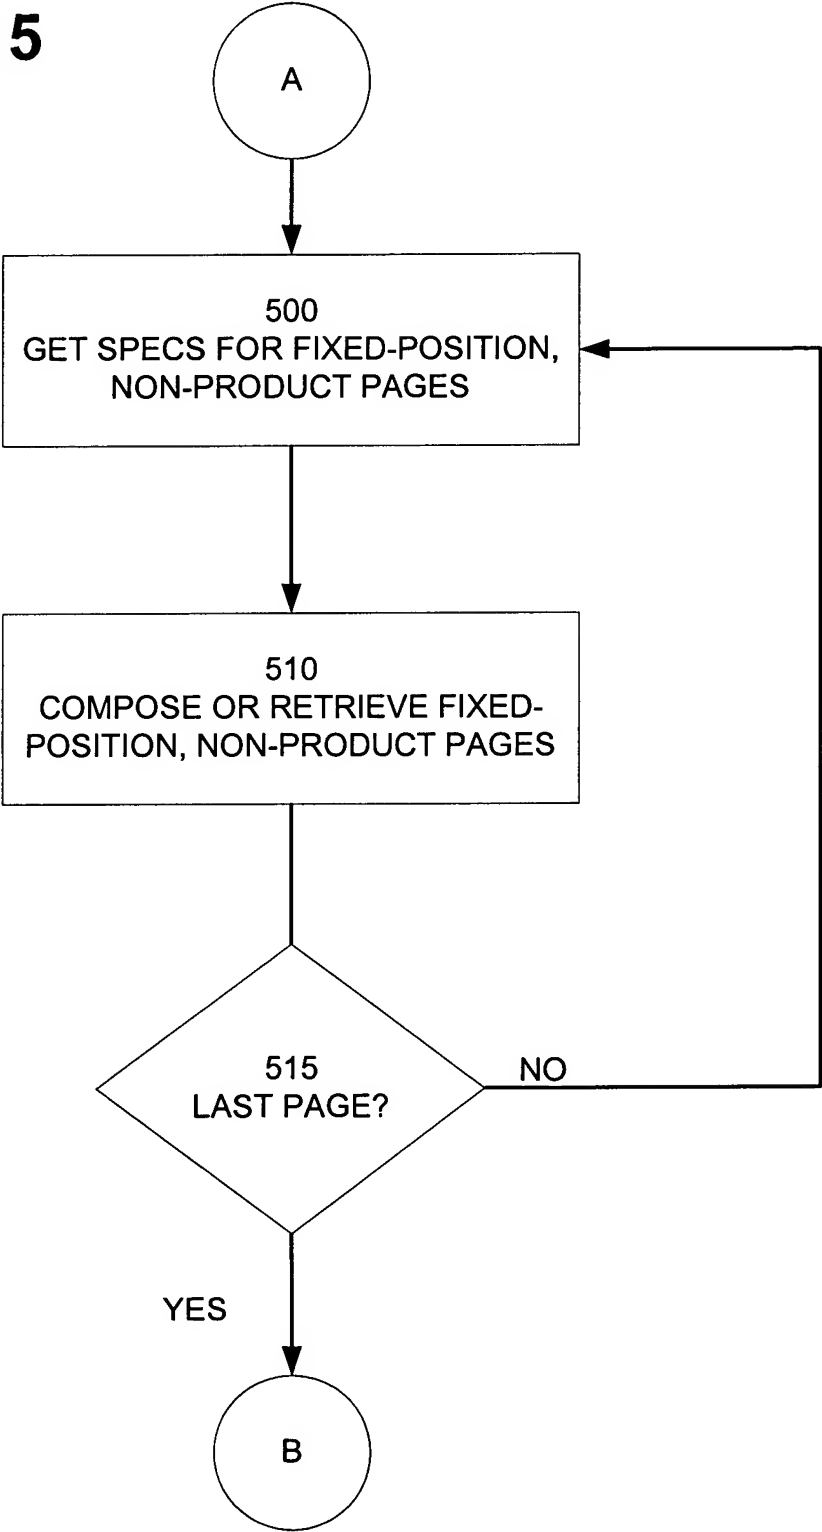 5
A
500
GET SPECS FOR FIXED-POSITION,
NON-PRODUCT PAGES
510
COMPOSE OR RETRIEVE FIXED-
POSITION, NON-PRODUCT PAGES
515
LAST PAGE?
NO
YES
B